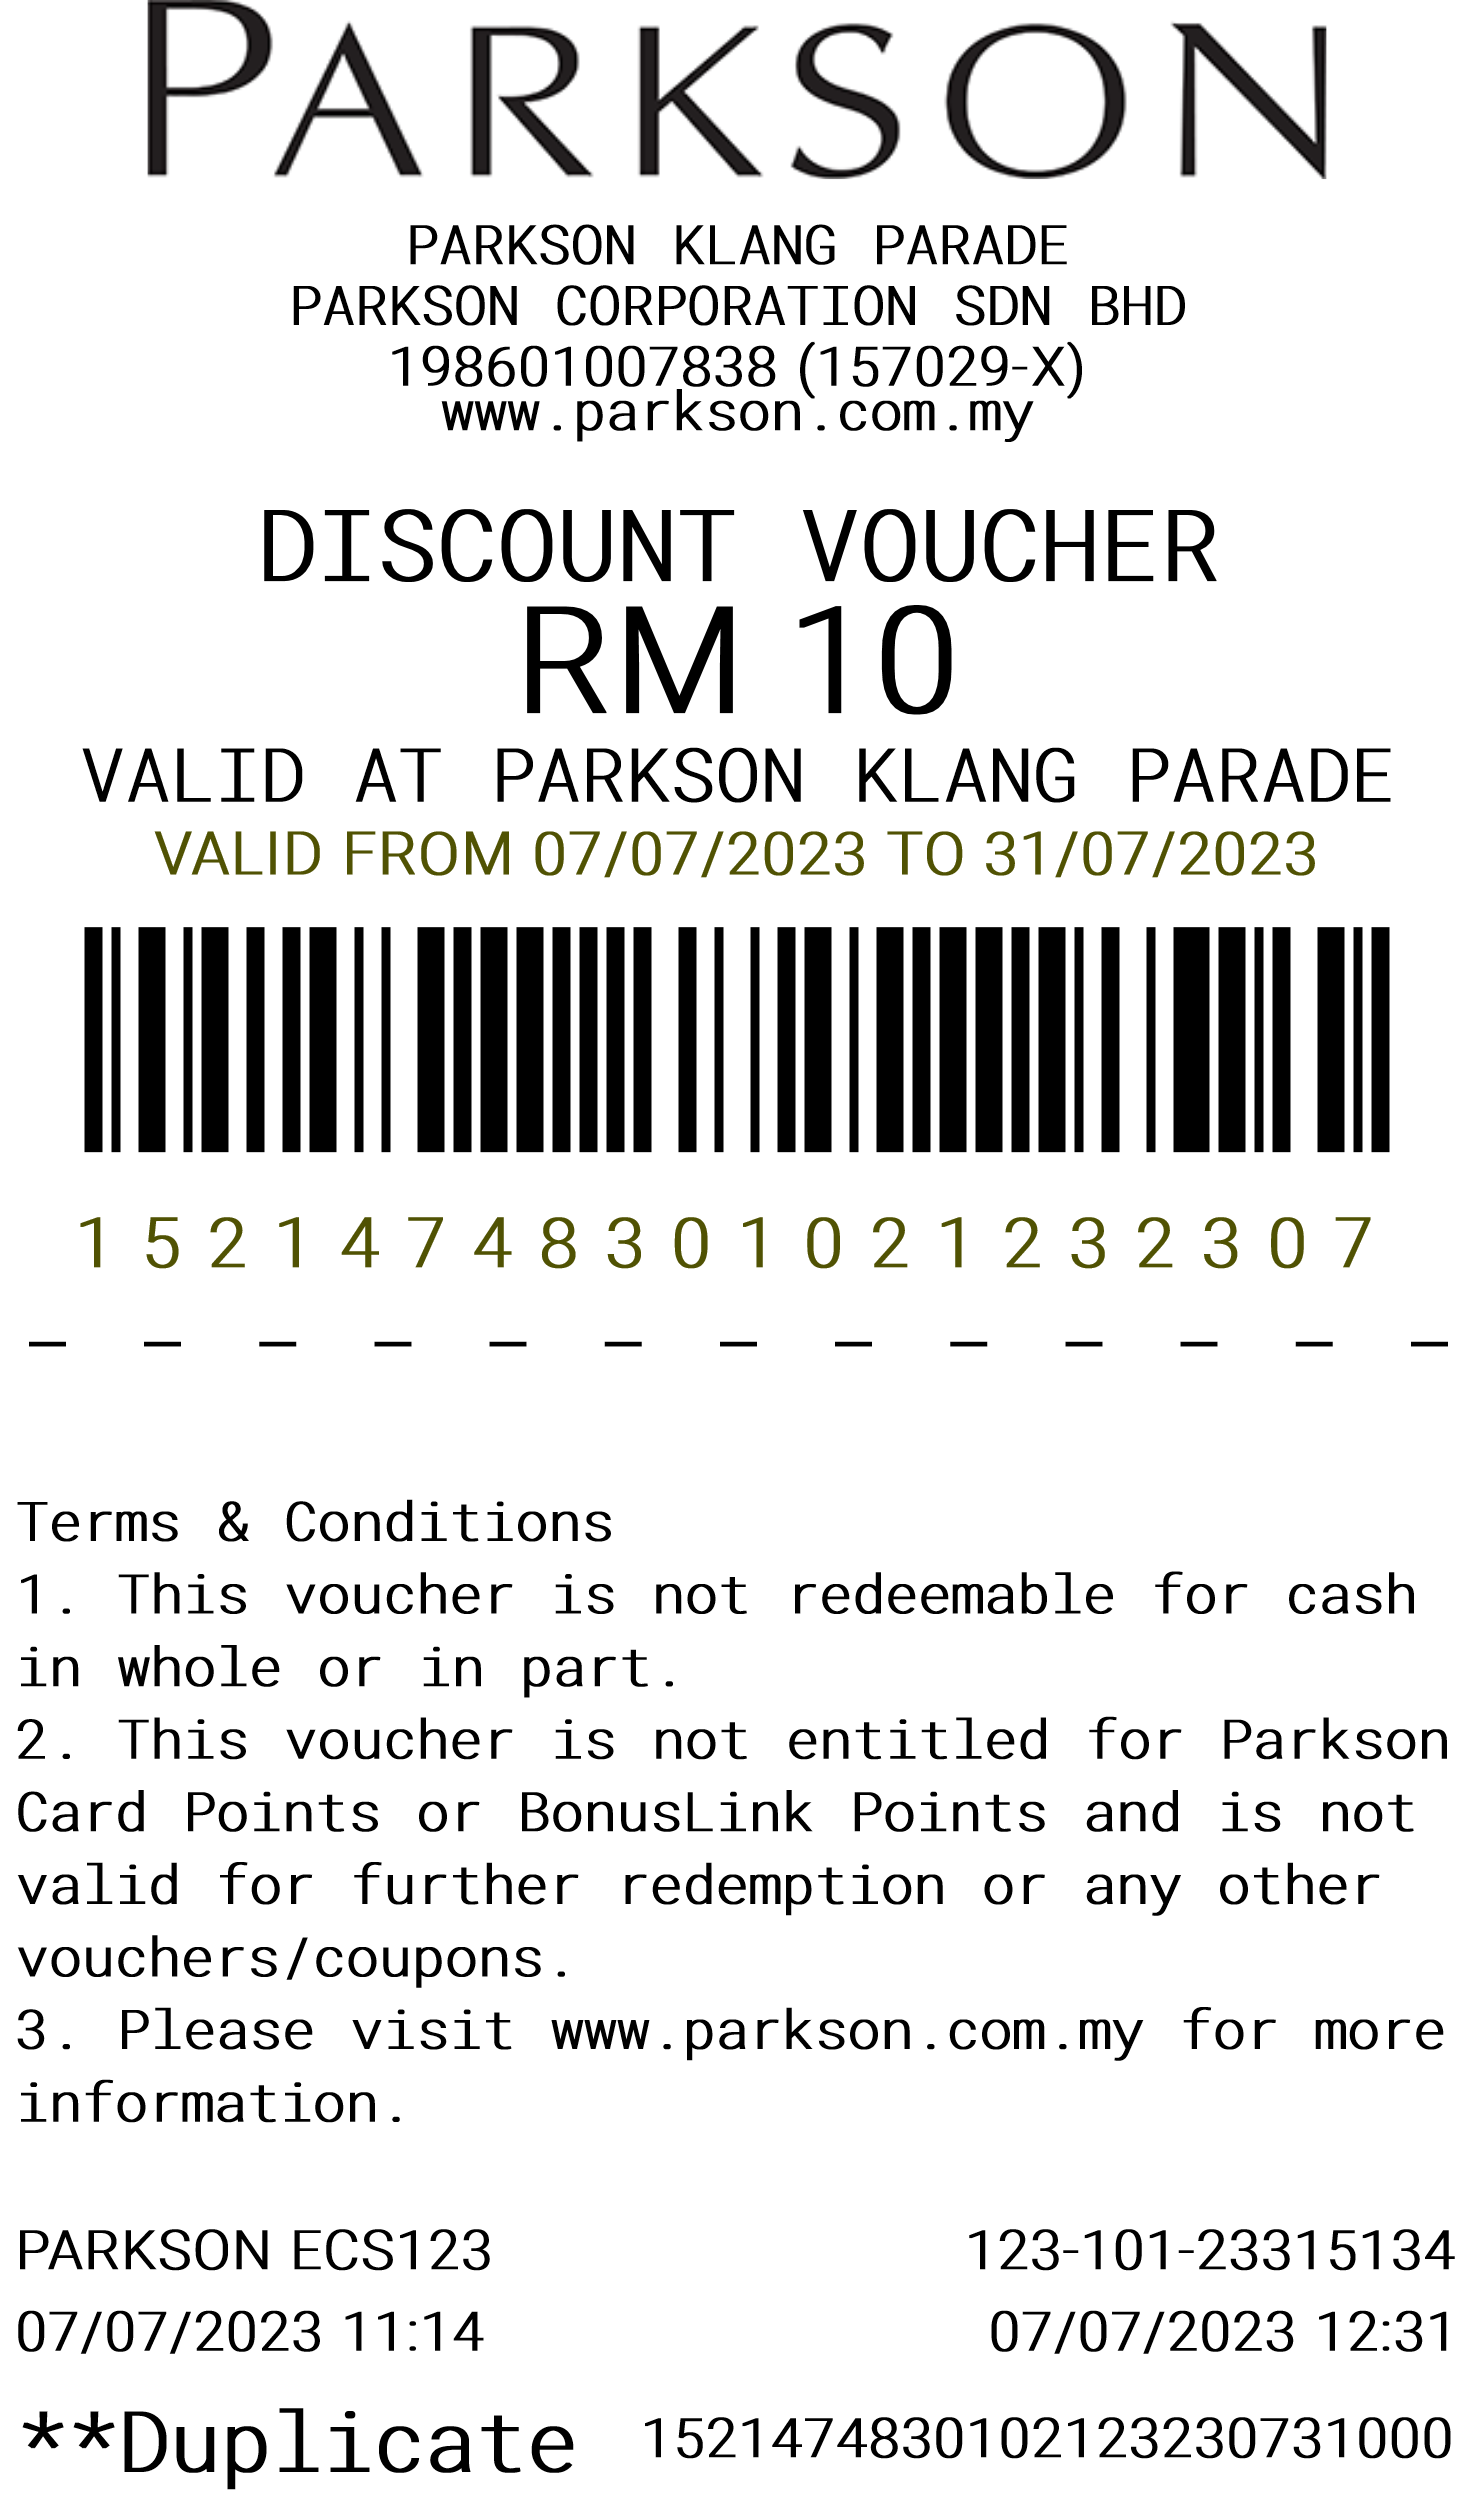 PARKSON
PARKSON KLANG PARADE
PARKSON CORPORATION SDN BHD
198601007838 (157029-X)
www.parkson.com.my
DISCOUNT VOUCHER
RM 10
VALID AT PARKSON KLANG PARADE
VALID FROM 07/07/2023 TO 31/07/2023
1 5 2 1 4 7 4 8 3 0 1 0 2 1 2 3 2 3 0 7
_ _ _ _ _ _ _ _ _ _ _ _ _
Terms & Conditions
1. This voucher is not redeemable for cash
in whole or in part.
2. This voucher is not entitled for Parkson
Card Points or BonusLink Points and is not
valid for further redemption or any other
vouchers/coupons.
3. Please visit www.parkson.com.my for more
information.
PARKSON ECS123 123-101-23315134
07/07/2023 11:14 07/07/2023 12:31
**Duplicate 1521474830102123230731000